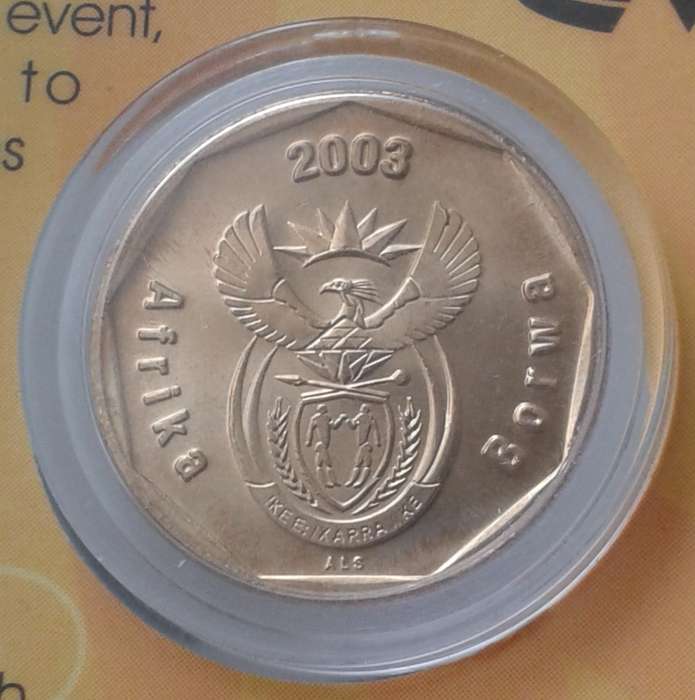 event,
to
s
2003
Afrika
Borwa
!KE E: /XARRA //KE
ALS
h